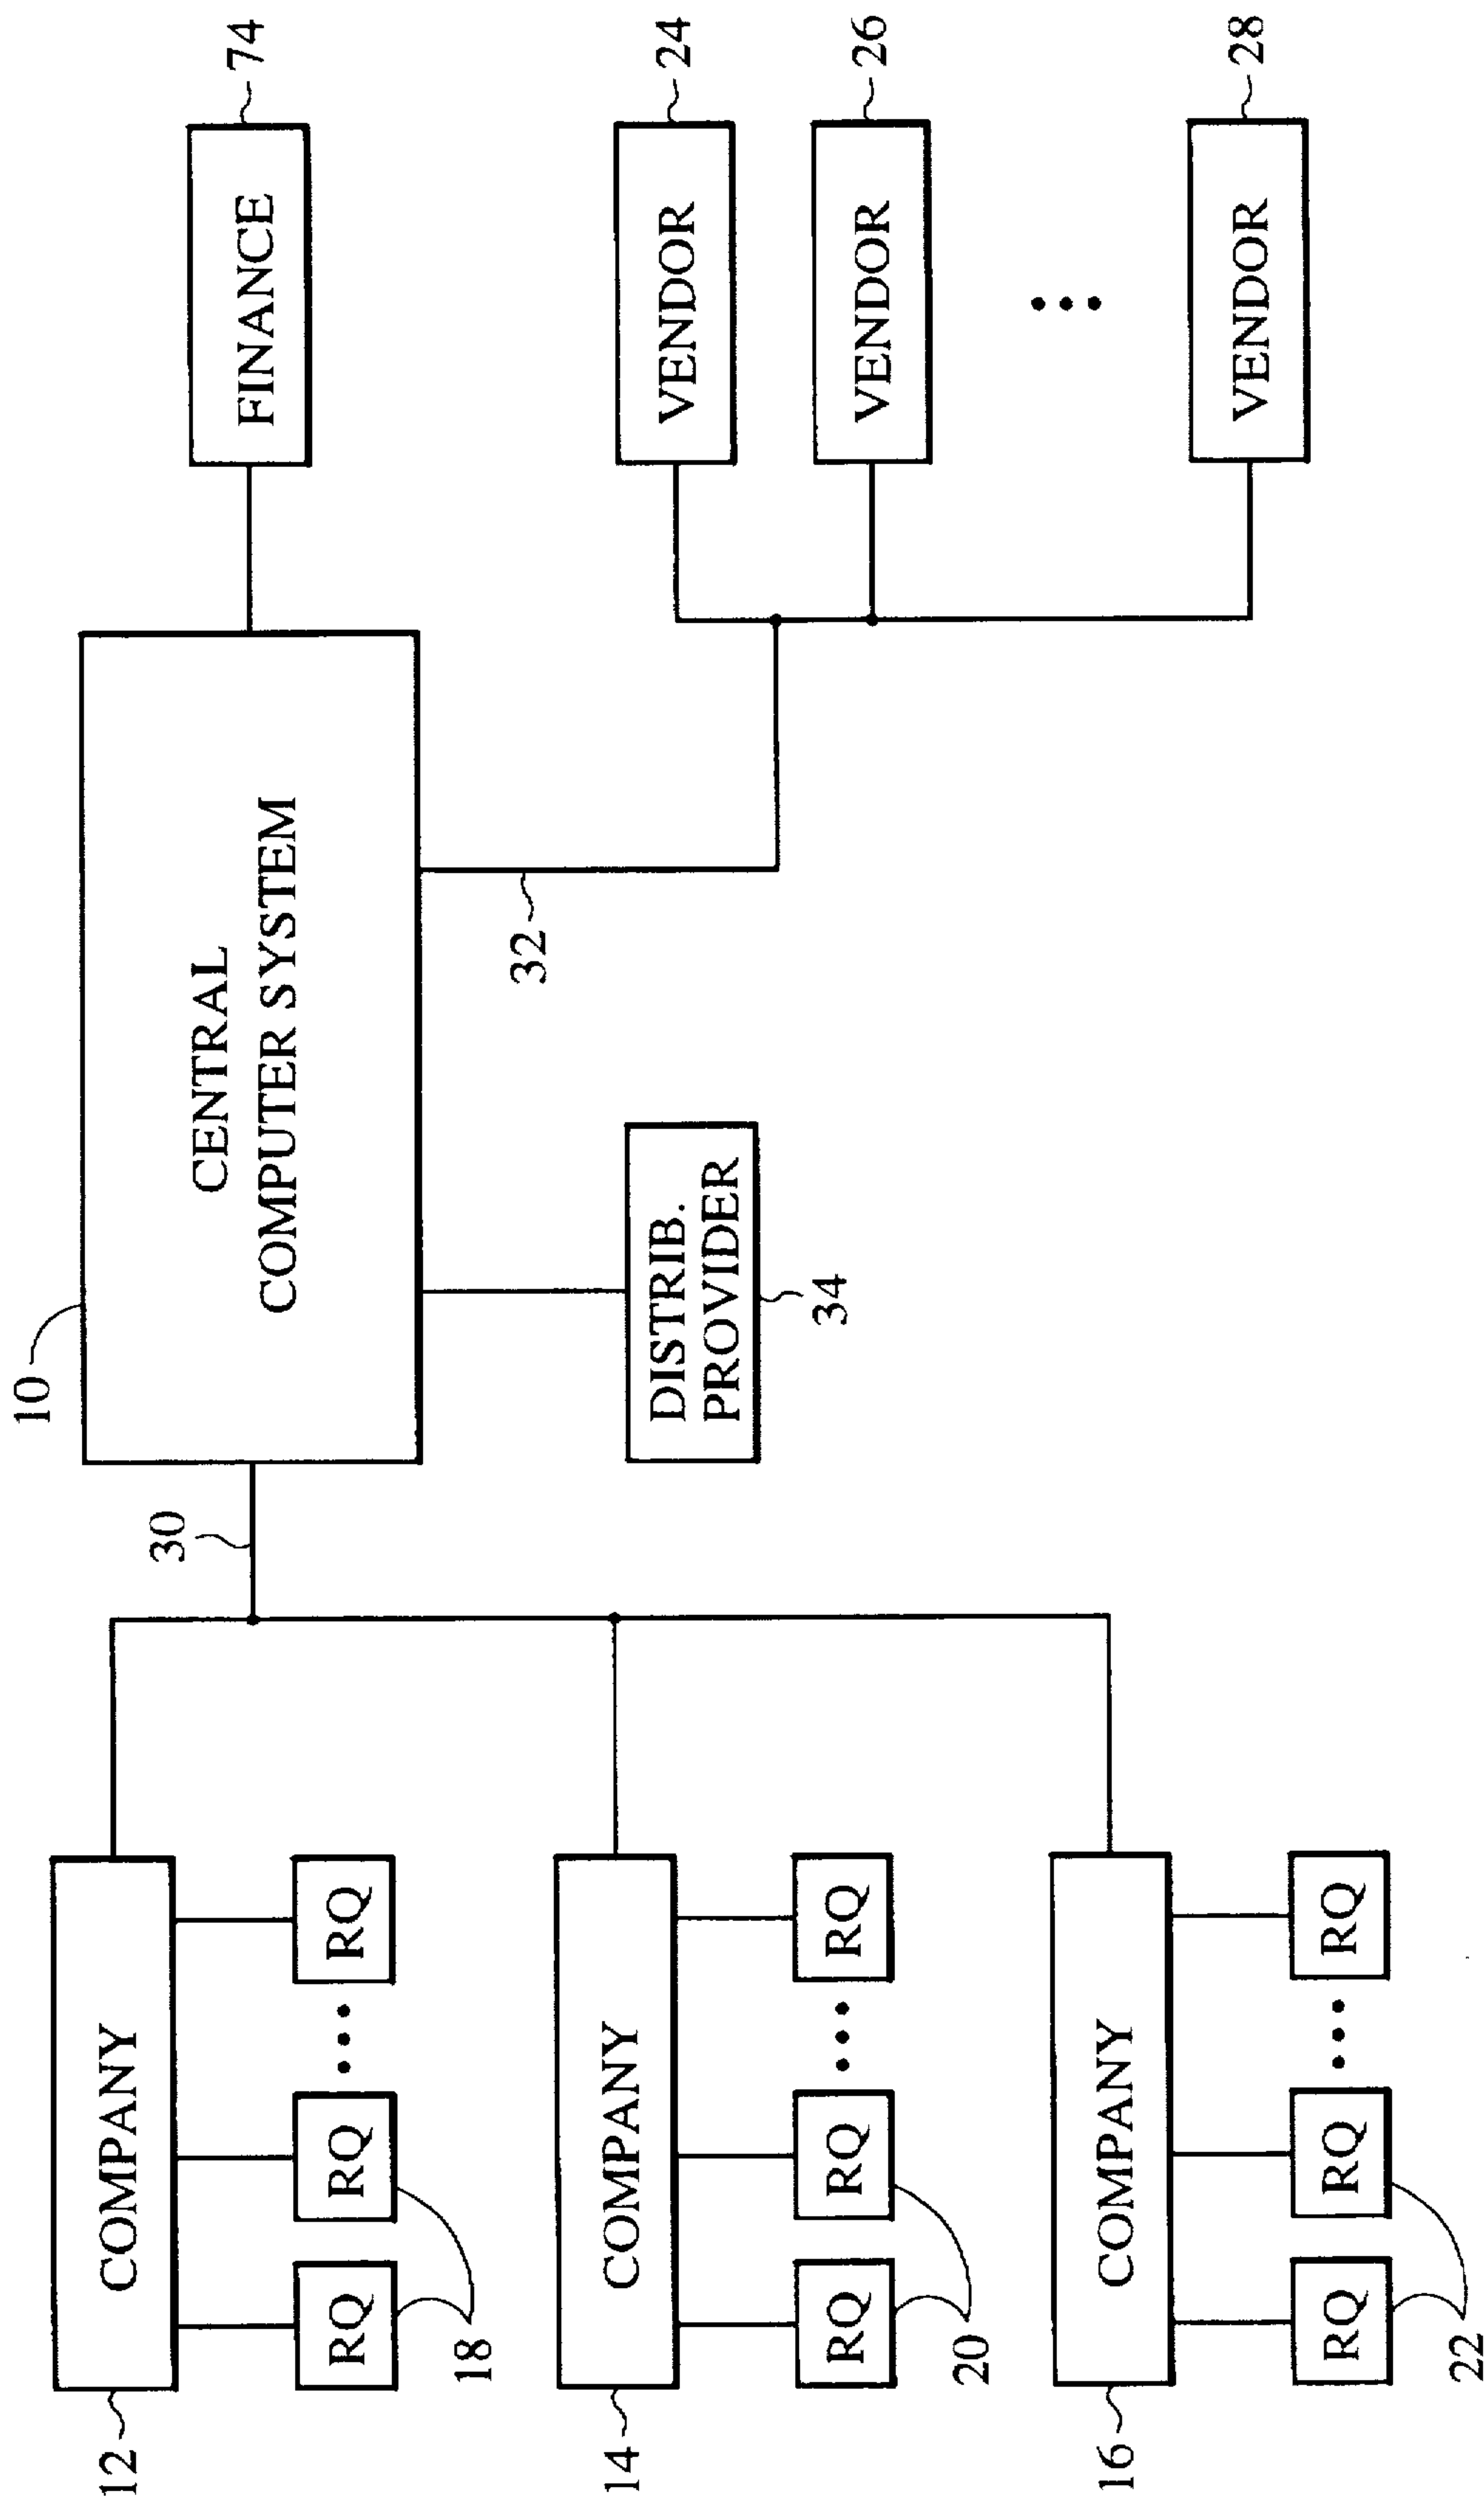 10
CENTRAL
COMPUTER SYSTEM
30
32
FINANCE
74
DISTRIB.
PROVIDER
34
VENDOR
24
VENDOR
26
VENDOR
28
12
COMPANY
RQ
RQ
RQ
18
14
COMPANY
RQ
RQ
RQ
20
16
COMPANY
RQ
RQ
RQ
22